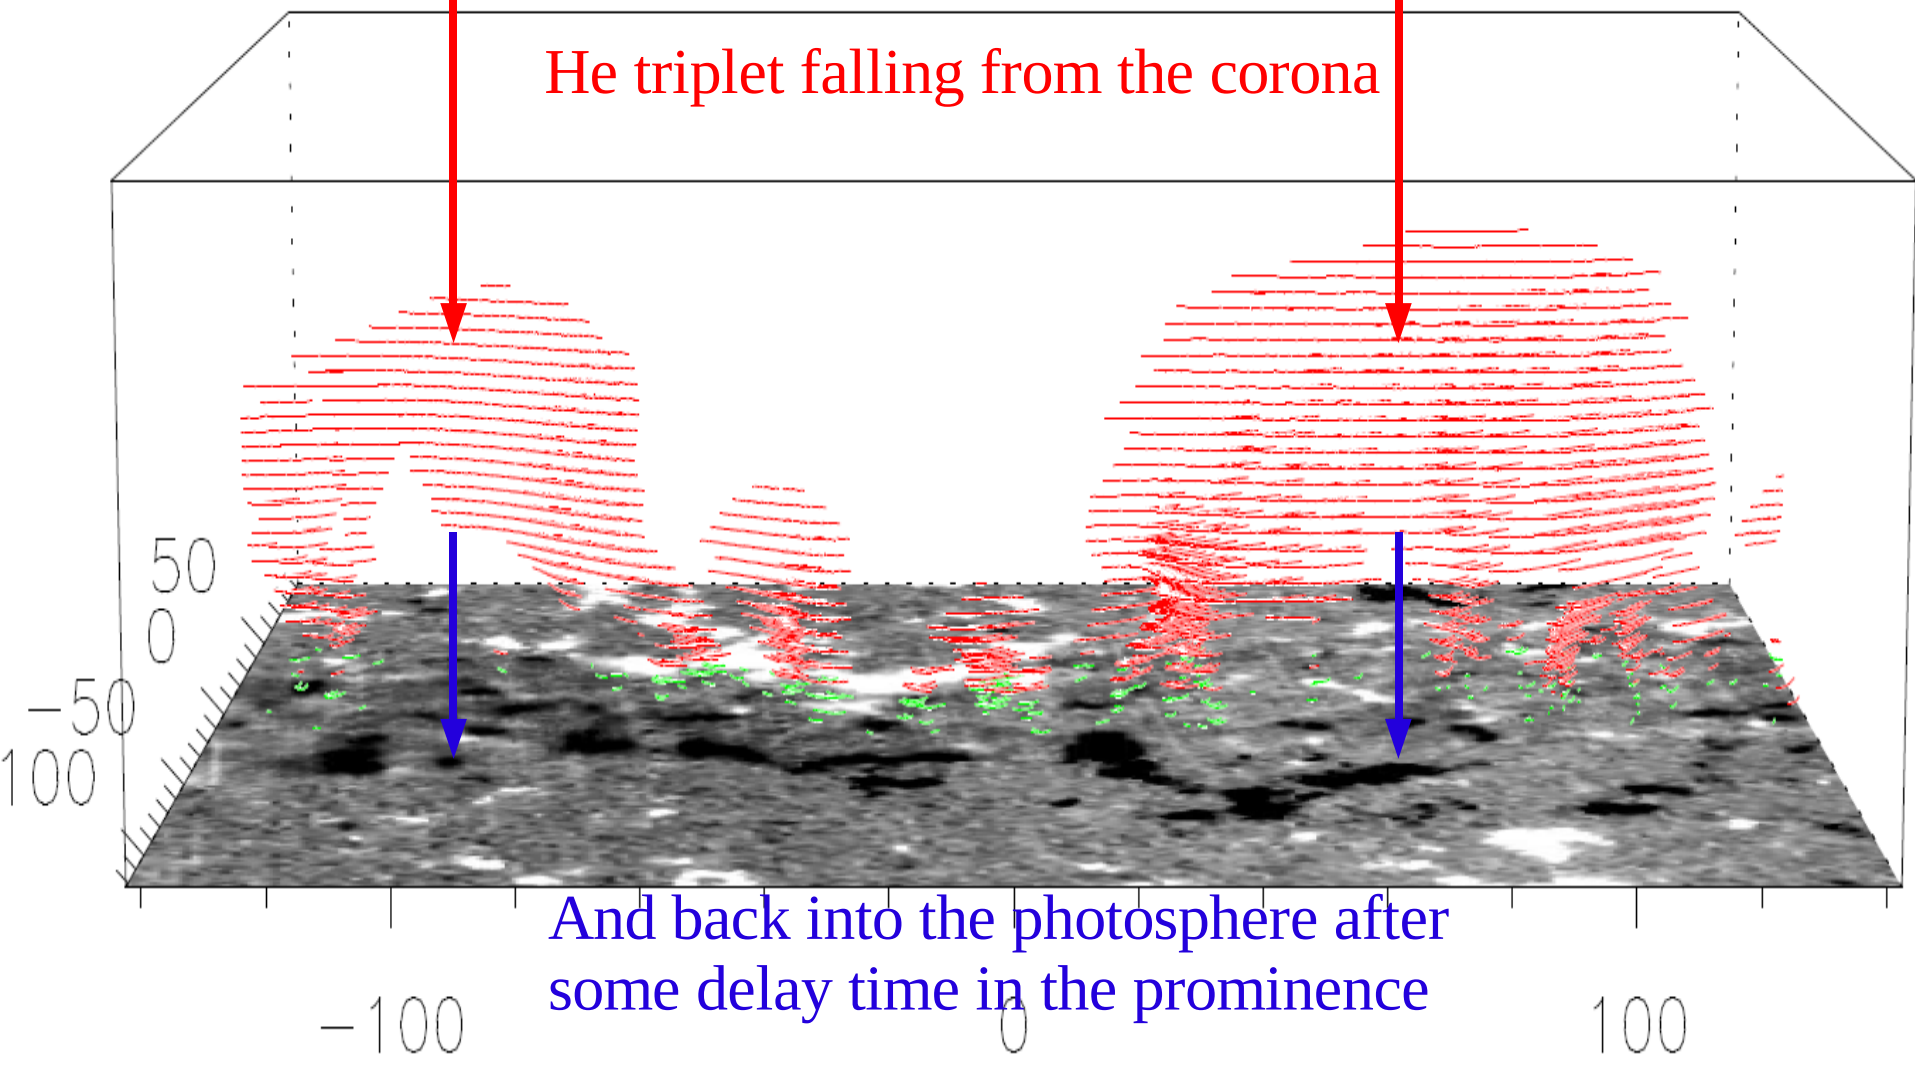 He triplet falling from the corona
50
0
−50
100
And back into the photosphere after
some delay time in the prominence
−100
0
100